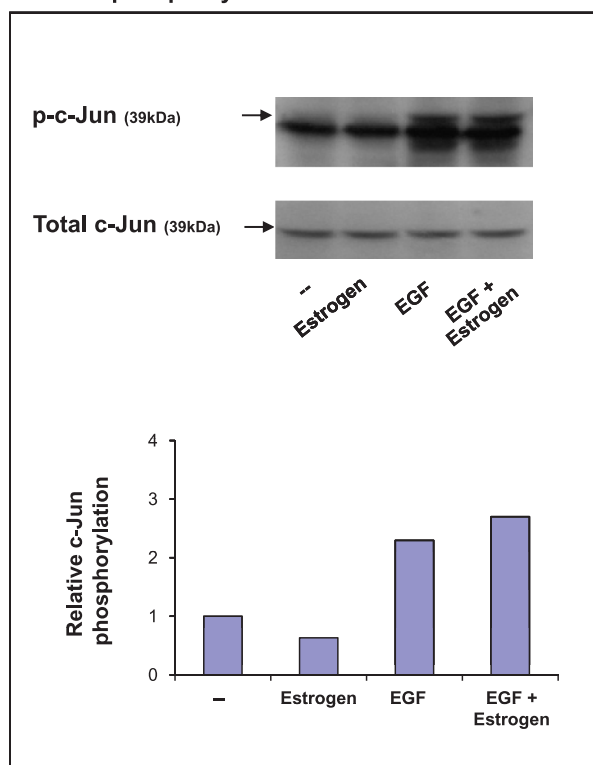 p-c-Jun (39kDa)
Total c-Jun (39kDa)
--
Estrogen
EGF
EGF +
Estrogen
4
3
2
1
0
Relative c-Jun
phosphorylation
–
Estrogen
EGF
EGF +
Estrogen